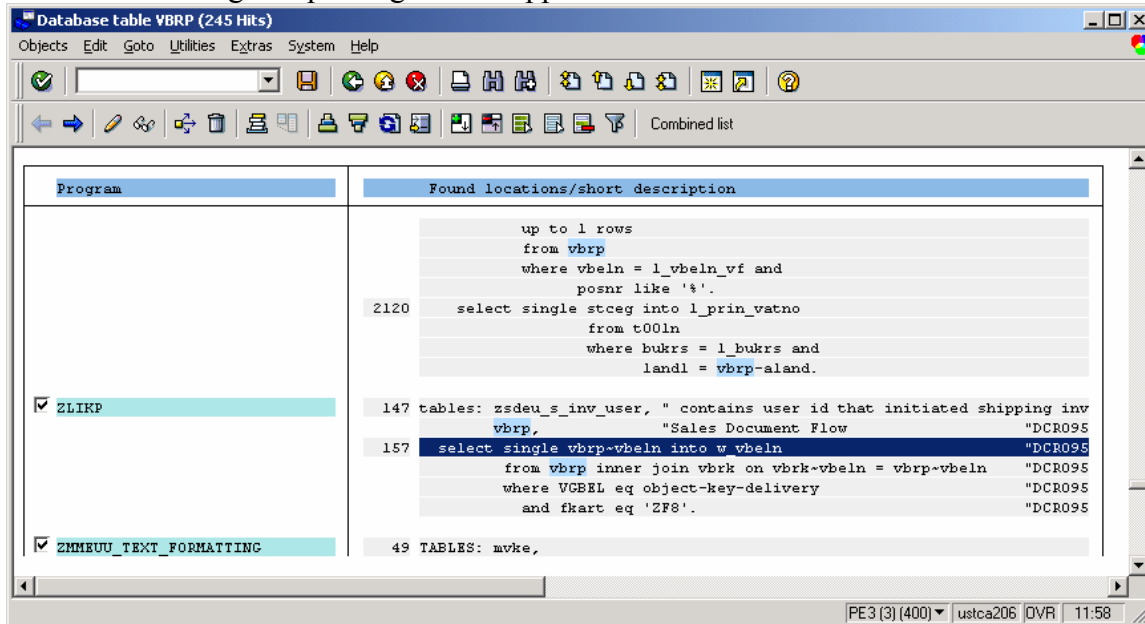 Database table VBRP (245 Hits)
Objects Edit Goto Utilities Extras System Help
Combined list
Program Found locations/short description
up to 1 rows
from vbrp
where vbeln = l_vbeln_vf and
posnr like '%'.
2120 select single stceg into l_prin_vatno
from t001n
where bukrs = l_bukrs and
land1 = vbrp-aland.
ZLIKP 147 tables: zsdeu_s_inv_user, " contains user id that initiated shipping inv
vbrp, "Sales Document Flow "DCR095
157 select single vbrp~vbeln into w_vbeln "DCR095
from vbrp inner join vbrk on vbrk~vbeln = vbrp~vbeln "DCR095
where VGBEL eq object-key-delivery "DCR095
and fkart eq 'ZF8'. "DCR095
ZMMEUU_TEXT_FORMATTING 49 TABLES: mvke,
PE3 (3) (400) ustca206 OVR 11:58